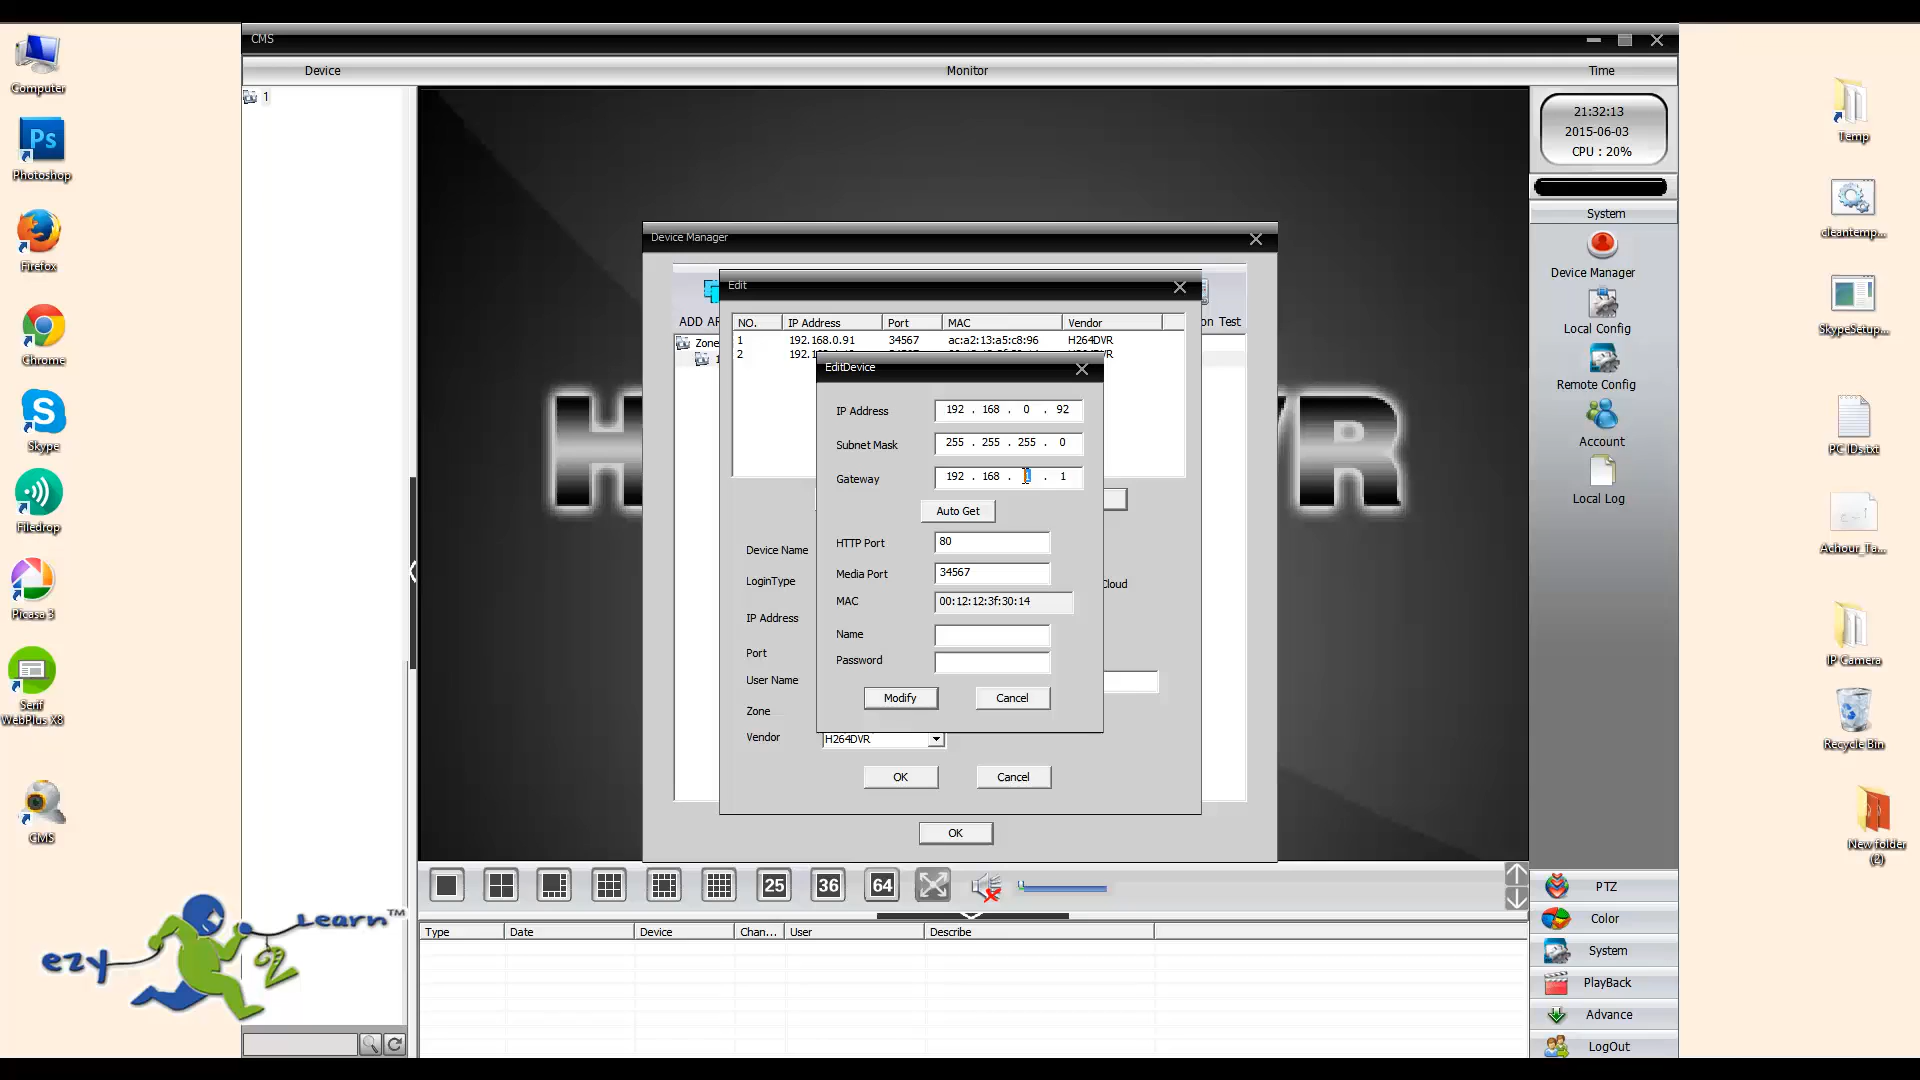 CMS
Device
Monitor
Time
1
21:32:13
2015-06-03
CPU : 20%
System
Device Manager
Local Config
Remote Config
Account
Local Log
PTZ
Color
System
PlayBack
Advance
LogOut
Computer
Ps
Photoshop
Firefox
Chrome
Skype
Filedrop
Picasa 3
Serif
WebPlus X8
CMS
Temp
cleantemp...
SkypeSetup...
PC IDs.txt
Achour_Ta...
IP Camera
Recycle Bin
New folder
(2)
Device Manager
ADD AR
on Test
Zone
Edit
NO. IP Address Port MAC Vendor
1 192.168.0.91 34567 ac:a2:13:a5:c8:96 H264DVR
2
Device Name
LoginType
Cloud
IP Address
Port
User Name
Zone
Vendor H264DVR
OK Cancel
OK
EditDevice
IP Address 192 . 168 . 0 . 92
Subnet Mask 255 . 255 . 255 . 0
Gateway 192 . 168 . 1 . 1
Auto Get
HTTP Port 80
Media Port 34567
MAC 00:12:12:3f:30:14
Name
Password
Modify Cancel
H
R
25 36 64
Type Date Device Chan... User Describe
ezy 2 Learn™